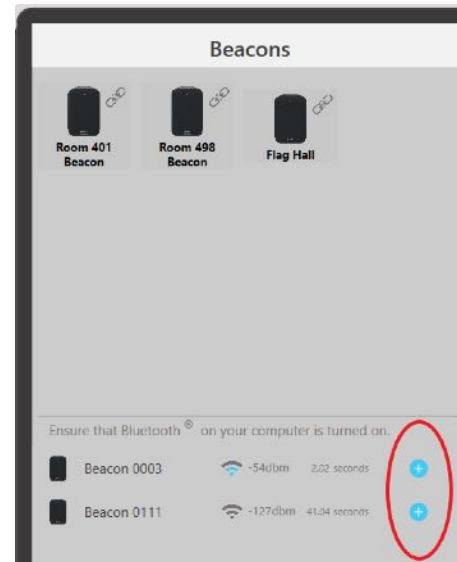 Beacons
Room 401
Beacon
Room 498
Beacon
Flag Hall
Ensure that Bluetooth ® on your computer is turned on.
Beacon 0003 -54dbm 2.02 seconds
Beacon 0111 -127dbm 41.04 seconds